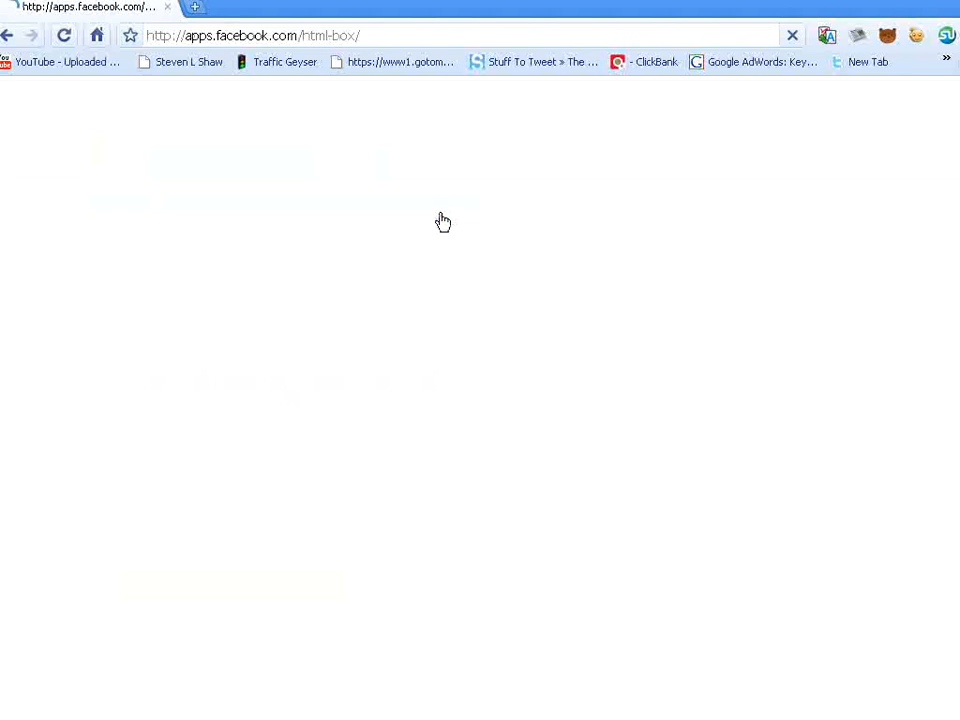 http://apps.facebook.com/...
http://apps.facebook.com/html-box/
YouTube - Uploaded ... Steven L Shaw Traffic Geyser https://www1.gotom... Stuff To Tweet » The ... - ClickBank Google AdWords: Key... New Tab »